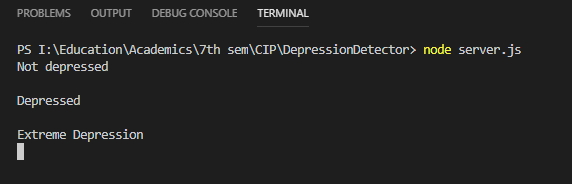 PROBLEMS OUTPUT DEBUG CONSOLE TERMINAL
PS I:\Education\Academics\7th sem\CIP\DepressionDetector> node server.js
Not depressed
Depressed
Extreme Depression